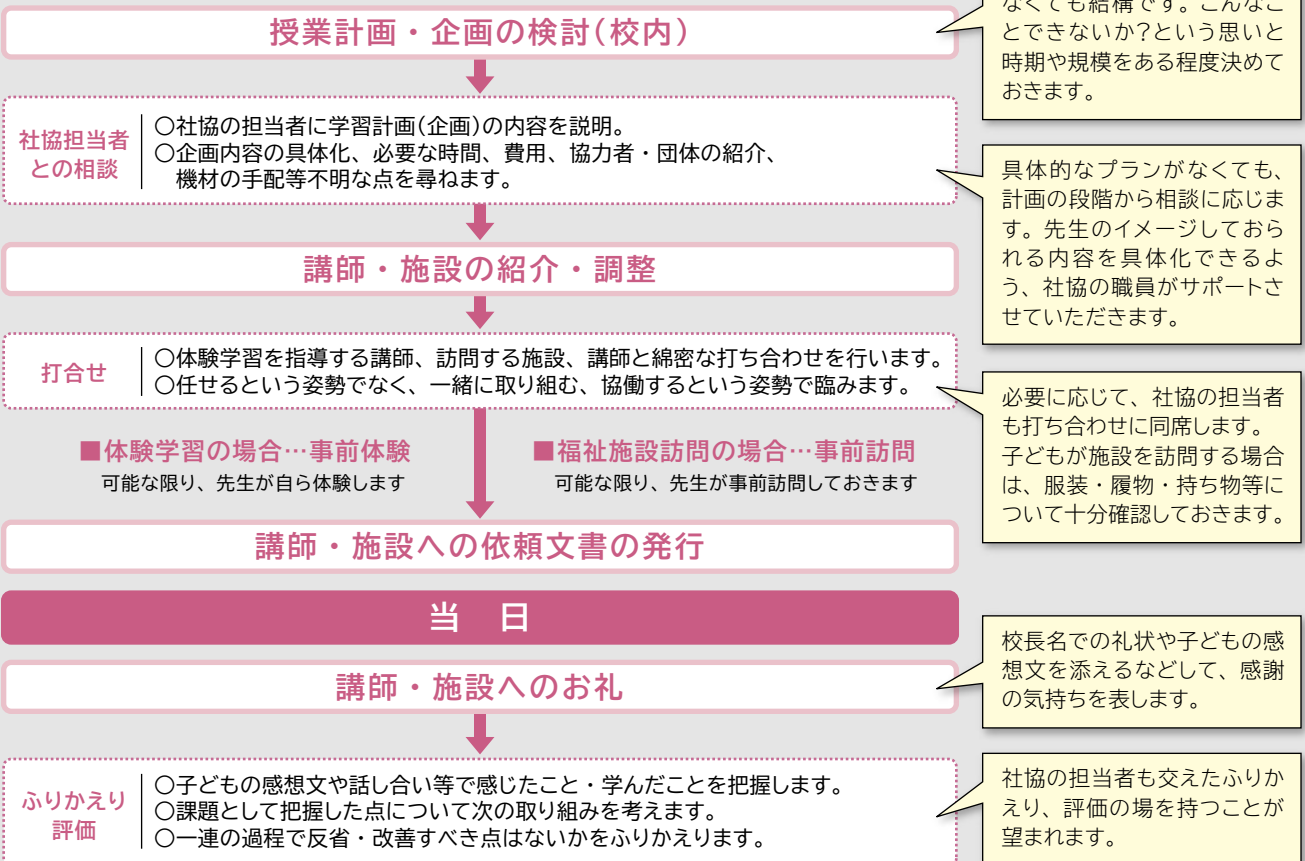 なくても結構です。こんなこ
とできないか?という思いと
時期や規模をある程度決めて
おきます。
授業計画・企画の検討(校内)
社協担当者
との相談
○社協の担当者に学習計画(企画)の内容を説明。
○企画内容の具体化、必要な時間、費用、協力者・団体の紹介、
機材の手配等不明な点を尋ねます。
具体的なプランがなくても、
計画の段階から相談に応じま
す。先生のイメージしておら
れる内容を具体化できるよ
う、社協の職員がサポートさ
せていただきます。
講師・施設の紹介・調整
打合せ
○体験学習を指導する講師、訪問する施設、講師と綿密な打ち合わせを行います。
○任せるという姿勢でなく、一緒に取り組む、協働するという姿勢で臨みます。
必要に応じて、社協の担当者
も打ち合わせに同席します。
子どもが施設を訪問する場合
は、服装・履物・持ち物等に
ついて十分確認しておきます。
■体験学習の場合…事前体験
可能な限り、先生が自ら体験します
■福祉施設訪問の場合…事前訪問
可能な限り、先生が事前訪問しておきます
講師・施設への依頼文書の発行
当 日
講師・施設へのお礼
校長名での礼状や子どもの感
想文を添えるなどして、感謝
の気持ちを表します。
ふりかえり
評価
○子どもの感想文や話し合い等で感じたこと・学んだことを把握します。
○課題として把握した点について次の取り組みを考えます。
○一連の過程で反省・改善すべき点はないかをふりかえります。
社協の担当者も交えたふりか
えり、評価の場を持つことが
望まれます。